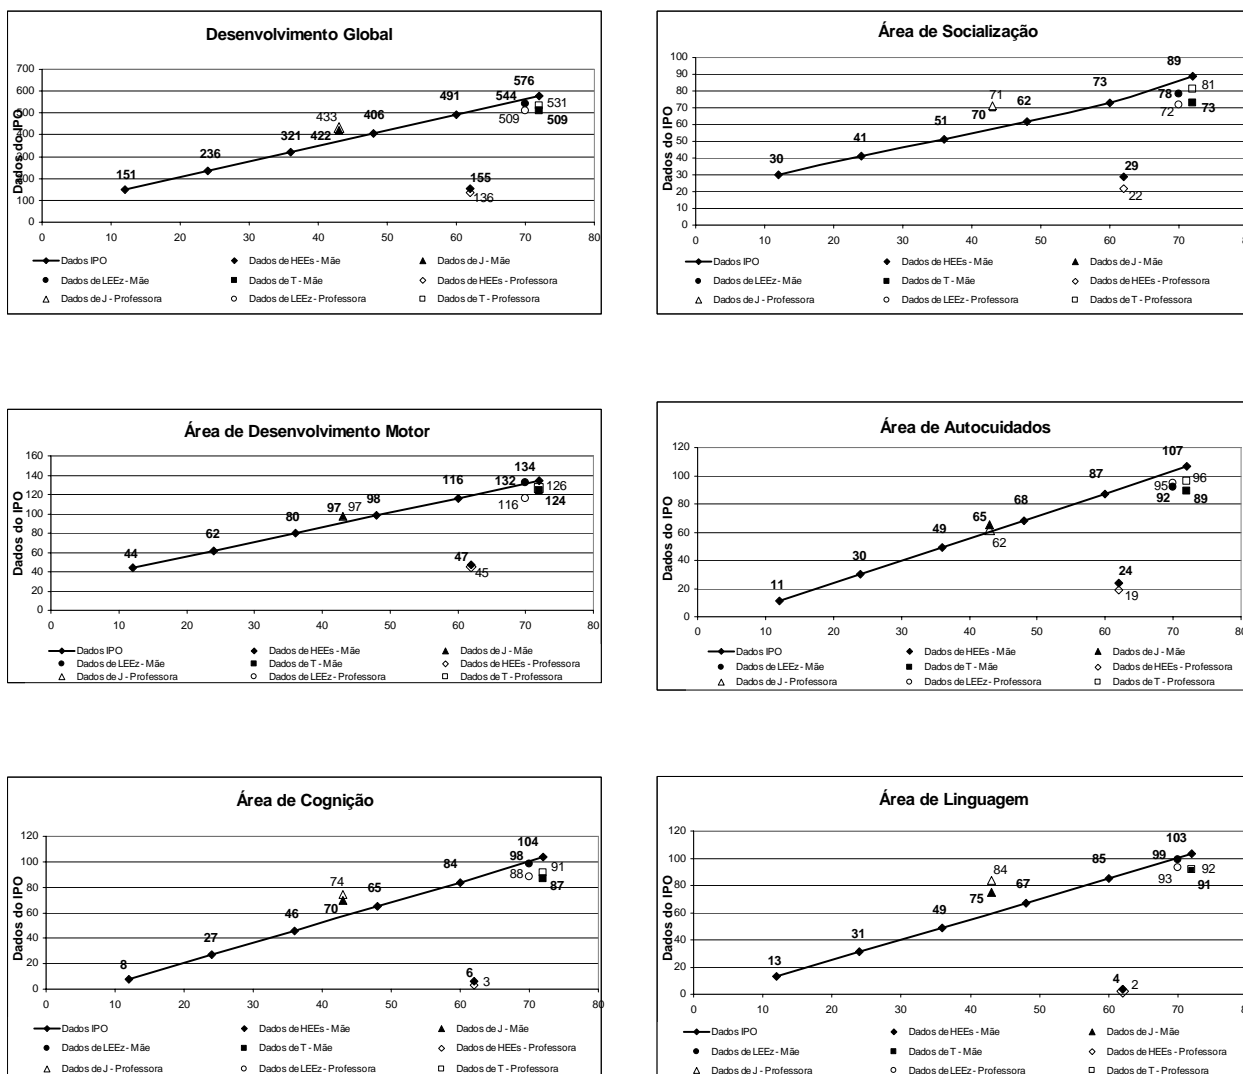 Desenvolvimento Global
Dados do IPO
700
600
500
400
300
200
100
0
0 10 20 30 40 50 60 70 80
151 236 321 422 433 406 491 544 576 531 509 509 155 136
Dados IPO Dados de HEEs - Mãe Dados de J - Mãe
Dados de LEEz - Mãe Dados de T - Mãe Dados de HEEs - Professora
Dados de J - Professora Dados de LEEz - Professora Dados de T - Professora
Área de Socialização
Dados do IPO
100
90
80
70
60
50
40
30
20
10
0
0 10 20 30 40 50 60 70 80
30 41 51 70 71 62 73 89 78 81 72 73 29 22
Dados IPO Dados de HEEs - Mãe Dados de J - Mãe
Dados de LEEz - Mãe Dados de T - Mãe Dados de HEEs - Professora
Dados de J - Professora Dados de LEEz - Professora Dados de T - Professora
Área de Desenvolvimento Motor
Dados do IPO
160
140
120
100
80
60
40
20
0
0 10 20 30 40 50 60 70 80
44 62 80 97 97 98 116 132 134 126 116 124 47 45
Dados IPO Dados de HEEs - Mãe Dados de J - Mãe
Dados de LEEz - Mãe Dados de T - Mãe Dados de HEEs - Professora
Dados de J - Professora Dados de LEEz - Professora Dados de T - Professora
Área de Autocuidados
Dados do IPO
120
100
80
60
40
20
0
0 10 20 30 40 50 60 70 80
11 30 49 65 62 68 87 107 95 96 92 89 24 19
Dados IPO Dados de HEEs - Mãe Dados de J - Mãe
Dados de LEEz - Mãe Dados de T - Mãe Dados de HEEs - Professora
Dados de J - Professora Dados de LEEz - Professora Dados de T - Professora
Área de Cognição
Dados do IPO
120
100
80
60
40
20
0
0 10 20 30 40 50 60 70 80
8 27 46 70 74 65 84 98 104 91 88 87 6 3
Dados IPO Dados de HEEs - Mãe Dados de J - Mãe
Dados de LEEz - Mãe Dados de T - Mãe Dados de HEEs - Professora
Dados de J - Professora Dados de LEEz - Professora Dados de T - Professora
Área de Linguagem
Dados do IPO
120
100
80
60
40
20
0
0 10 20 30 40 50 60 70 80
13 31 49 75 84 67 85 99 103 92 93 91 4 2
Dados IPO Dados de HEEs - Mãe Dados de J - Mãe
Dados de LEEz - Mãe Dados de T - Mãe Dados de HEEs - Professora
Dados de J - Professora Dados de LEEz - Professora Dados de T - Professora